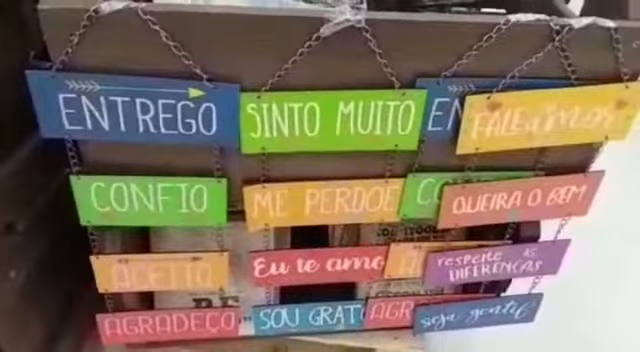 ENTREGO
CONFIO
ACEITO
AGRADEÇO
SINTO MUITO
ME PERDOE
Eu te amo
SOU GRAT
EN
CO
AGR
FALE AMOR
QUEIRA O BEM
respeite AS
DIFERENÇAS
seja gentil